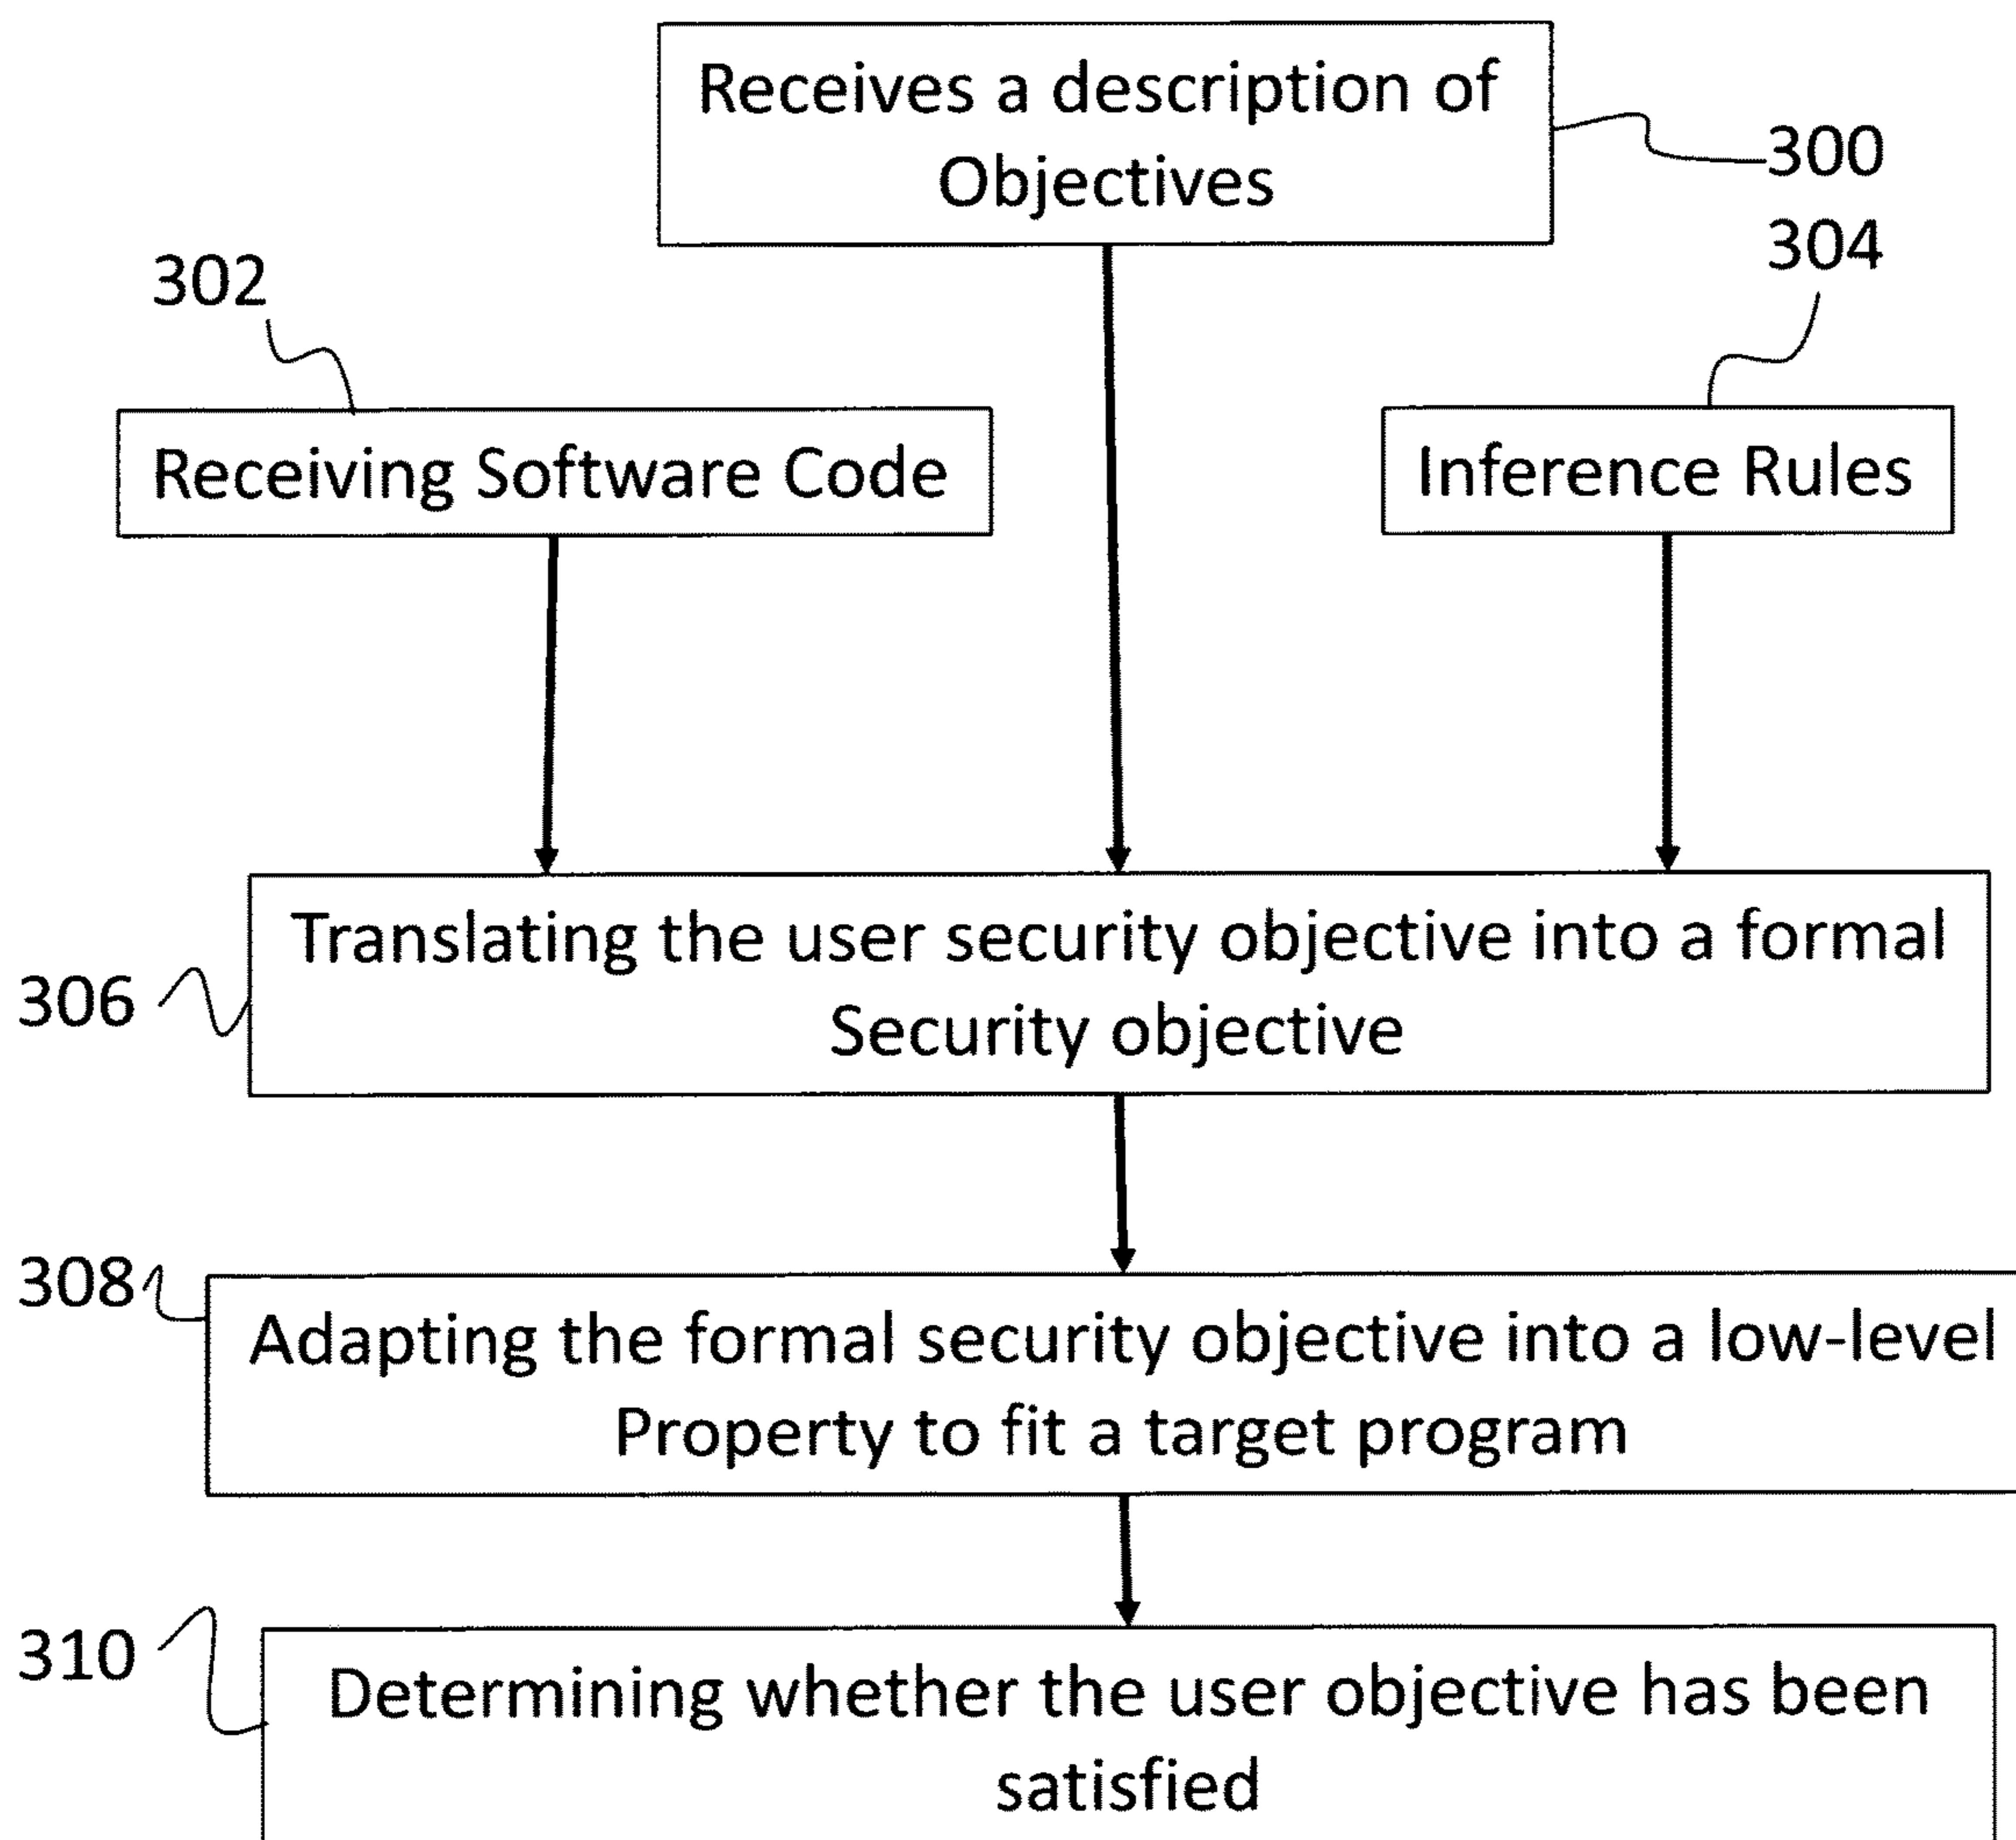 Receives a description of
Objectives
300
304
302
Receiving Software Code
Inference Rules
Translating the user security objective into a formal
Security objective
306
308
Adapting the formal security objective into a low-level
Property to fit a target program
310
Determining whether the user objective has been
satisfied